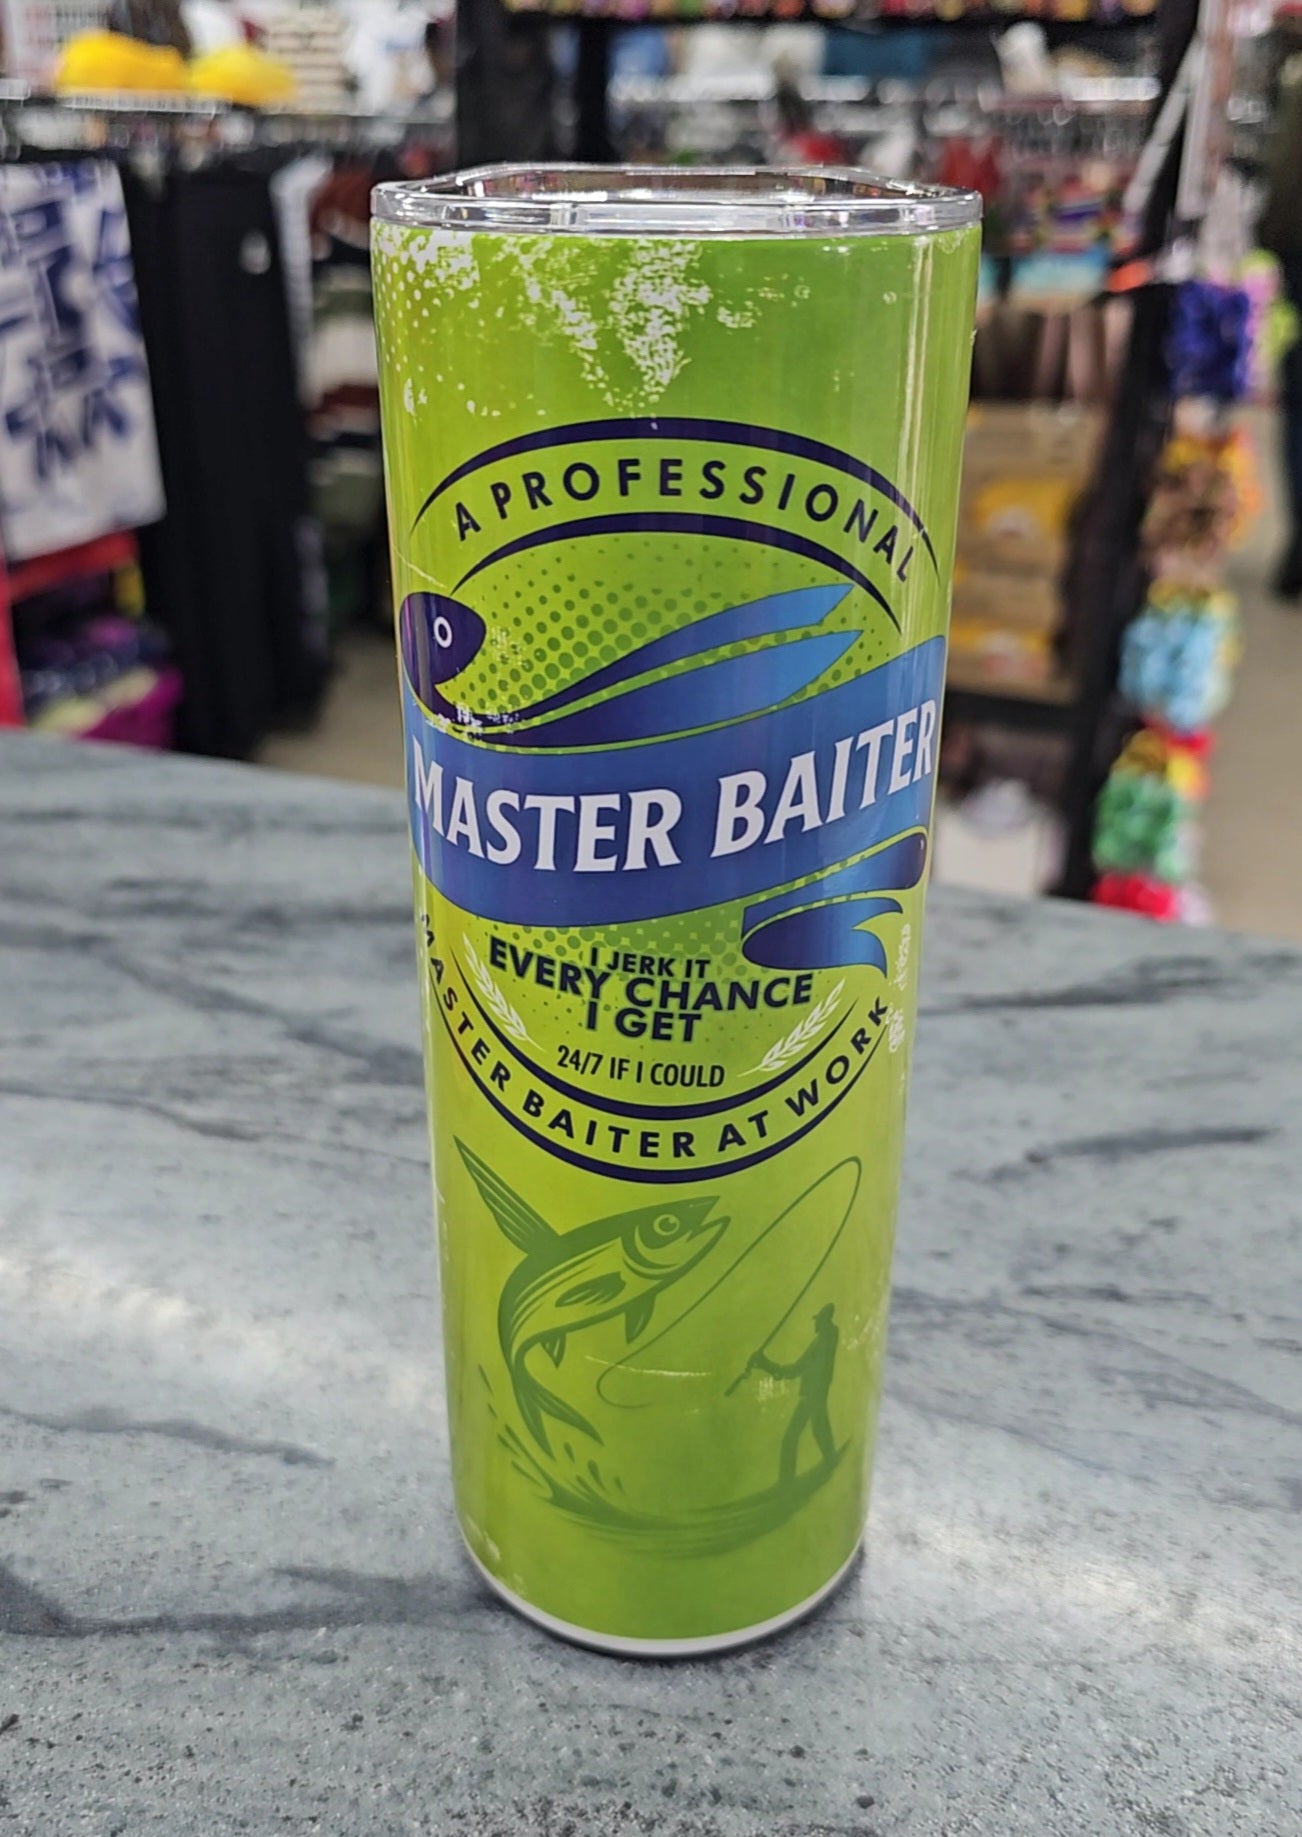 A PROFESSIONAL
MASTER BAITER
I JERK IT
EVERY CHANCE
I GET
24/7 IF I COULD
MASTER BAITER AT WORK